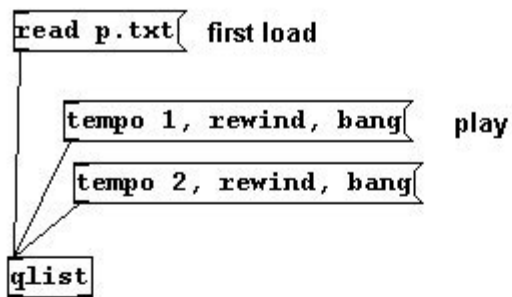 read p.txt first load
tempo 1, rewind, bang play
tempo 2, rewind, bang
qlist